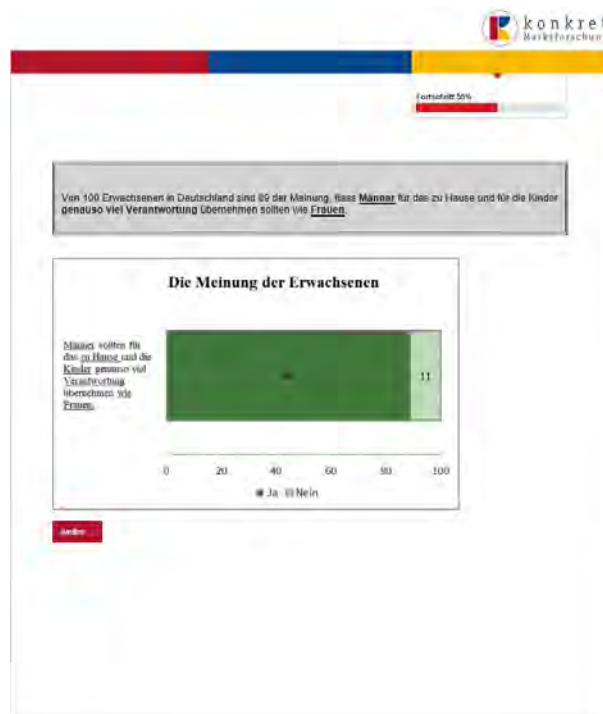 konkret
Marktforschung
Fortschritt 50%
Von 100 Erwachsenen in Deutschland sind 89 der Meinung, dass Männer für das zu Hause und für die Kinder
genauso viel Verantwortung übernehmen sollten wie Frauen.
Die Meinung der Erwachsenen
Männer sollten für
das zu Hause und die
Kinder genauso viel
Verantwortung
übernehmen wie
Frauen.
11
0 20 40 60 80 100
Ja Nein